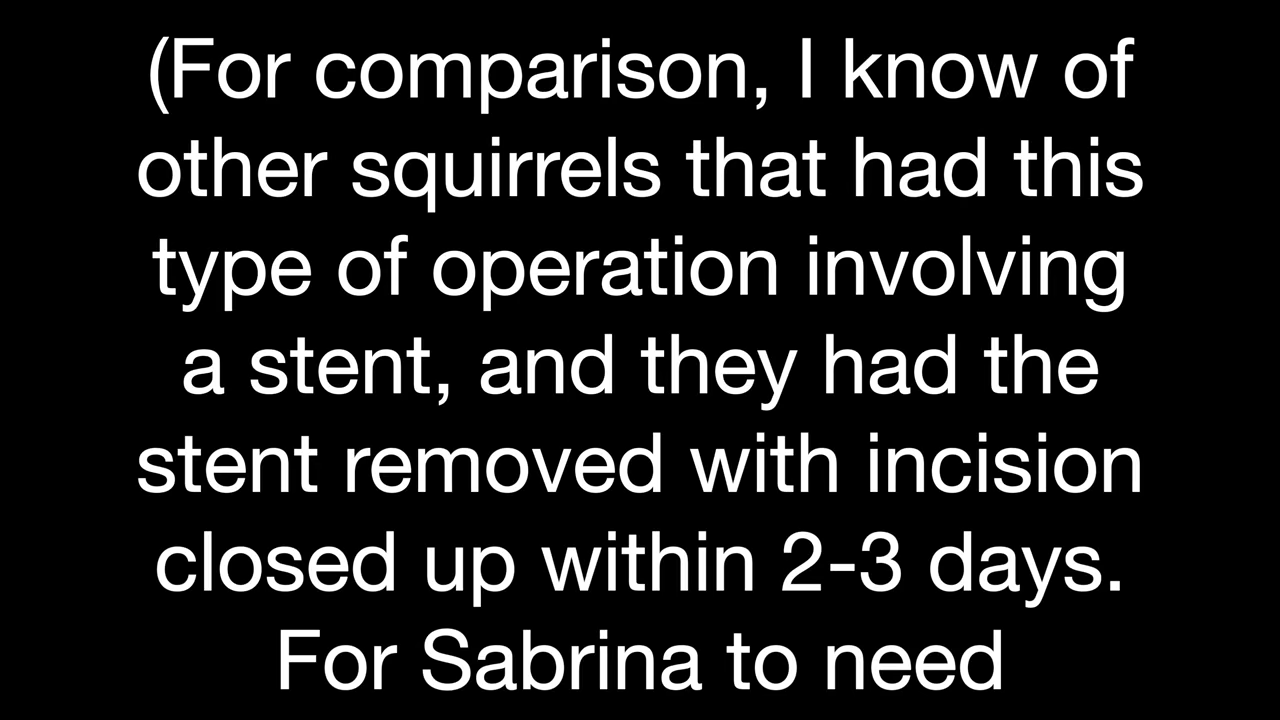 (For comparison, I know of
other squirrels that had this
type of operation involving
a stent, and they had the
stent removed with incision
closed up within 2-3 days.
For Sabrina to need